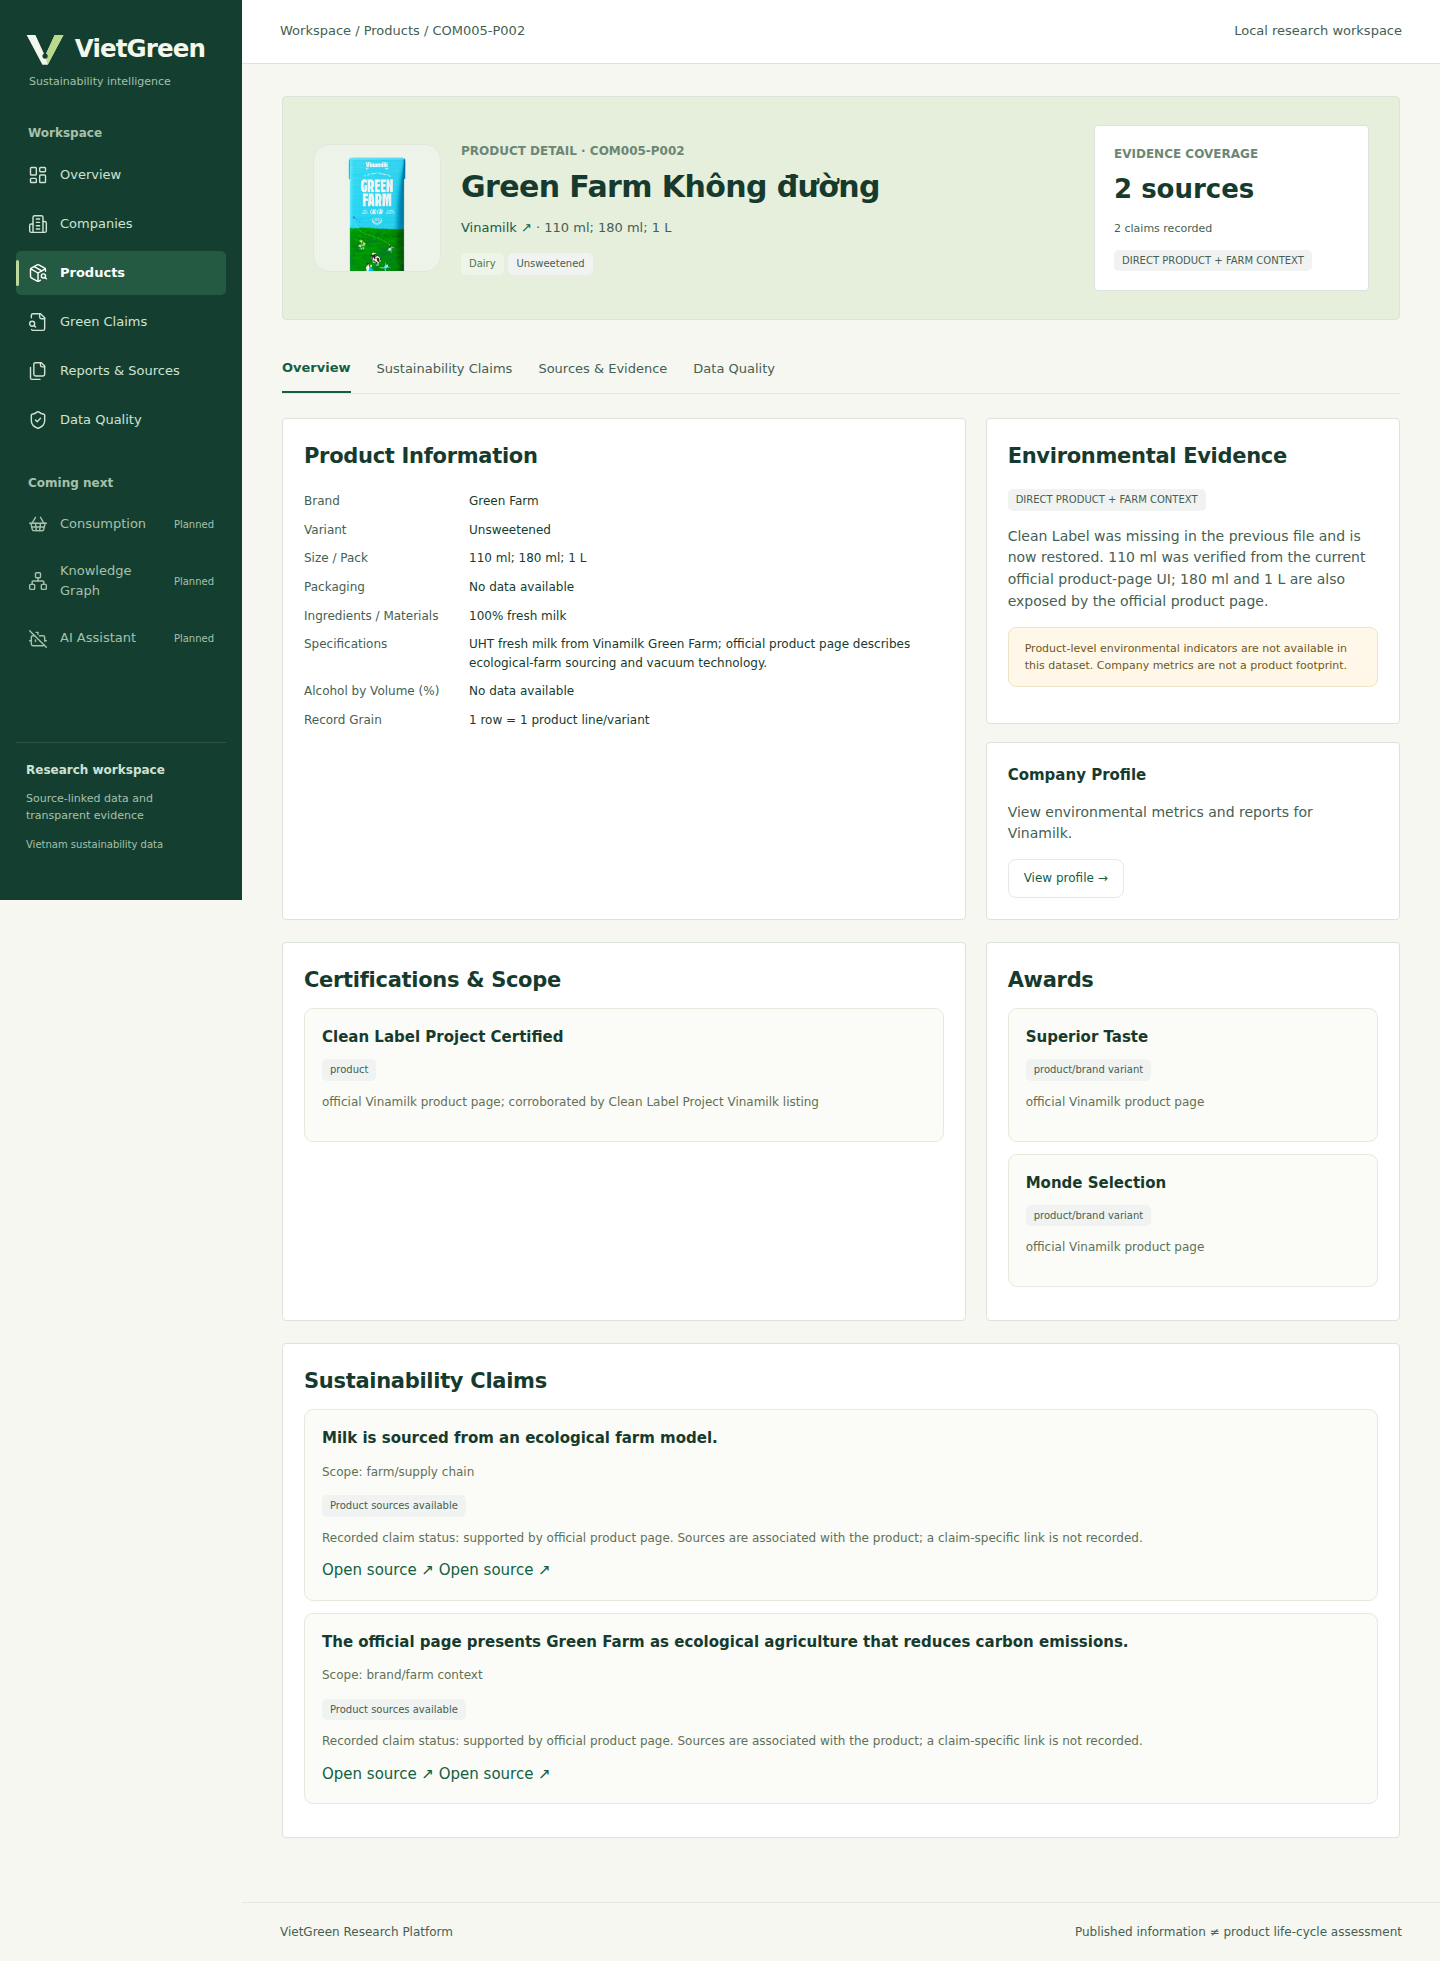 VietGreen
Sustainability intelligence
Workspace
Overview
Companies
Products
Green Claims
Reports & Sources
Data Quality
Coming next
Consumption Planned
Knowledge
Graph
Planned
AI Assistant Planned
Research workspace
Source-linked data and
transparent evidence
Vietnam sustainability data
Workspace / Products / COM005-P002
Local research workspace
Vinamilk
GREEN
FARM
PRODUCT DETAIL · COM005-P002
Green Farm Không đường
Vinamilk ↗ · 110 ml; 180 ml; 1 L
Dairy Unsweetened
EVIDENCE COVERAGE
2 sources
2 claims recorded
DIRECT PRODUCT + FARM CONTEXT
Overview Sustainability Claims Sources & Evidence Data Quality
Product Information
Brand Green Farm
Variant Unsweetened
Size / Pack 110 ml; 180 ml; 1 L
Packaging No data available
Ingredients / Materials 100% fresh milk
Specifications UHT fresh milk from Vinamilk Green Farm; official product page describes
ecological-farm sourcing and vacuum technology.
Alcohol by Volume (%) No data available
Record Grain 1 row = 1 product line/variant
Environmental Evidence
DIRECT PRODUCT + FARM CONTEXT
Clean Label was missing in the previous file and is
now restored. 110 ml was verified from the current
official product-page UI; 180 ml and 1 L are also
exposed by the official product page.
Product-level environmental indicators are not available in
this dataset. Company metrics are not a product footprint.
Company Profile
View environmental metrics and reports for
Vinamilk.
View profile →
Certifications & Scope
Clean Label Project Certified
product
official Vinamilk product page; corroborated by Clean Label Project Vinamilk listing
Awards
Superior Taste
product/brand variant
official Vinamilk product page
Monde Selection
product/brand variant
official Vinamilk product page
Sustainability Claims
Milk is sourced from an ecological farm model.
Scope: farm/supply chain
Product sources available
Recorded claim status: supported by official product page. Sources are associated with the product; a claim-specific link is not recorded.
Open source ↗ Open source ↗
The official page presents Green Farm as ecological agriculture that reduces carbon emissions.
Scope: brand/farm context
Product sources available
Recorded claim status: supported by official product page. Sources are associated with the product; a claim-specific link is not recorded.
Open source ↗ Open source ↗
VietGreen Research Platform
Published information ≠ product life-cycle assessment